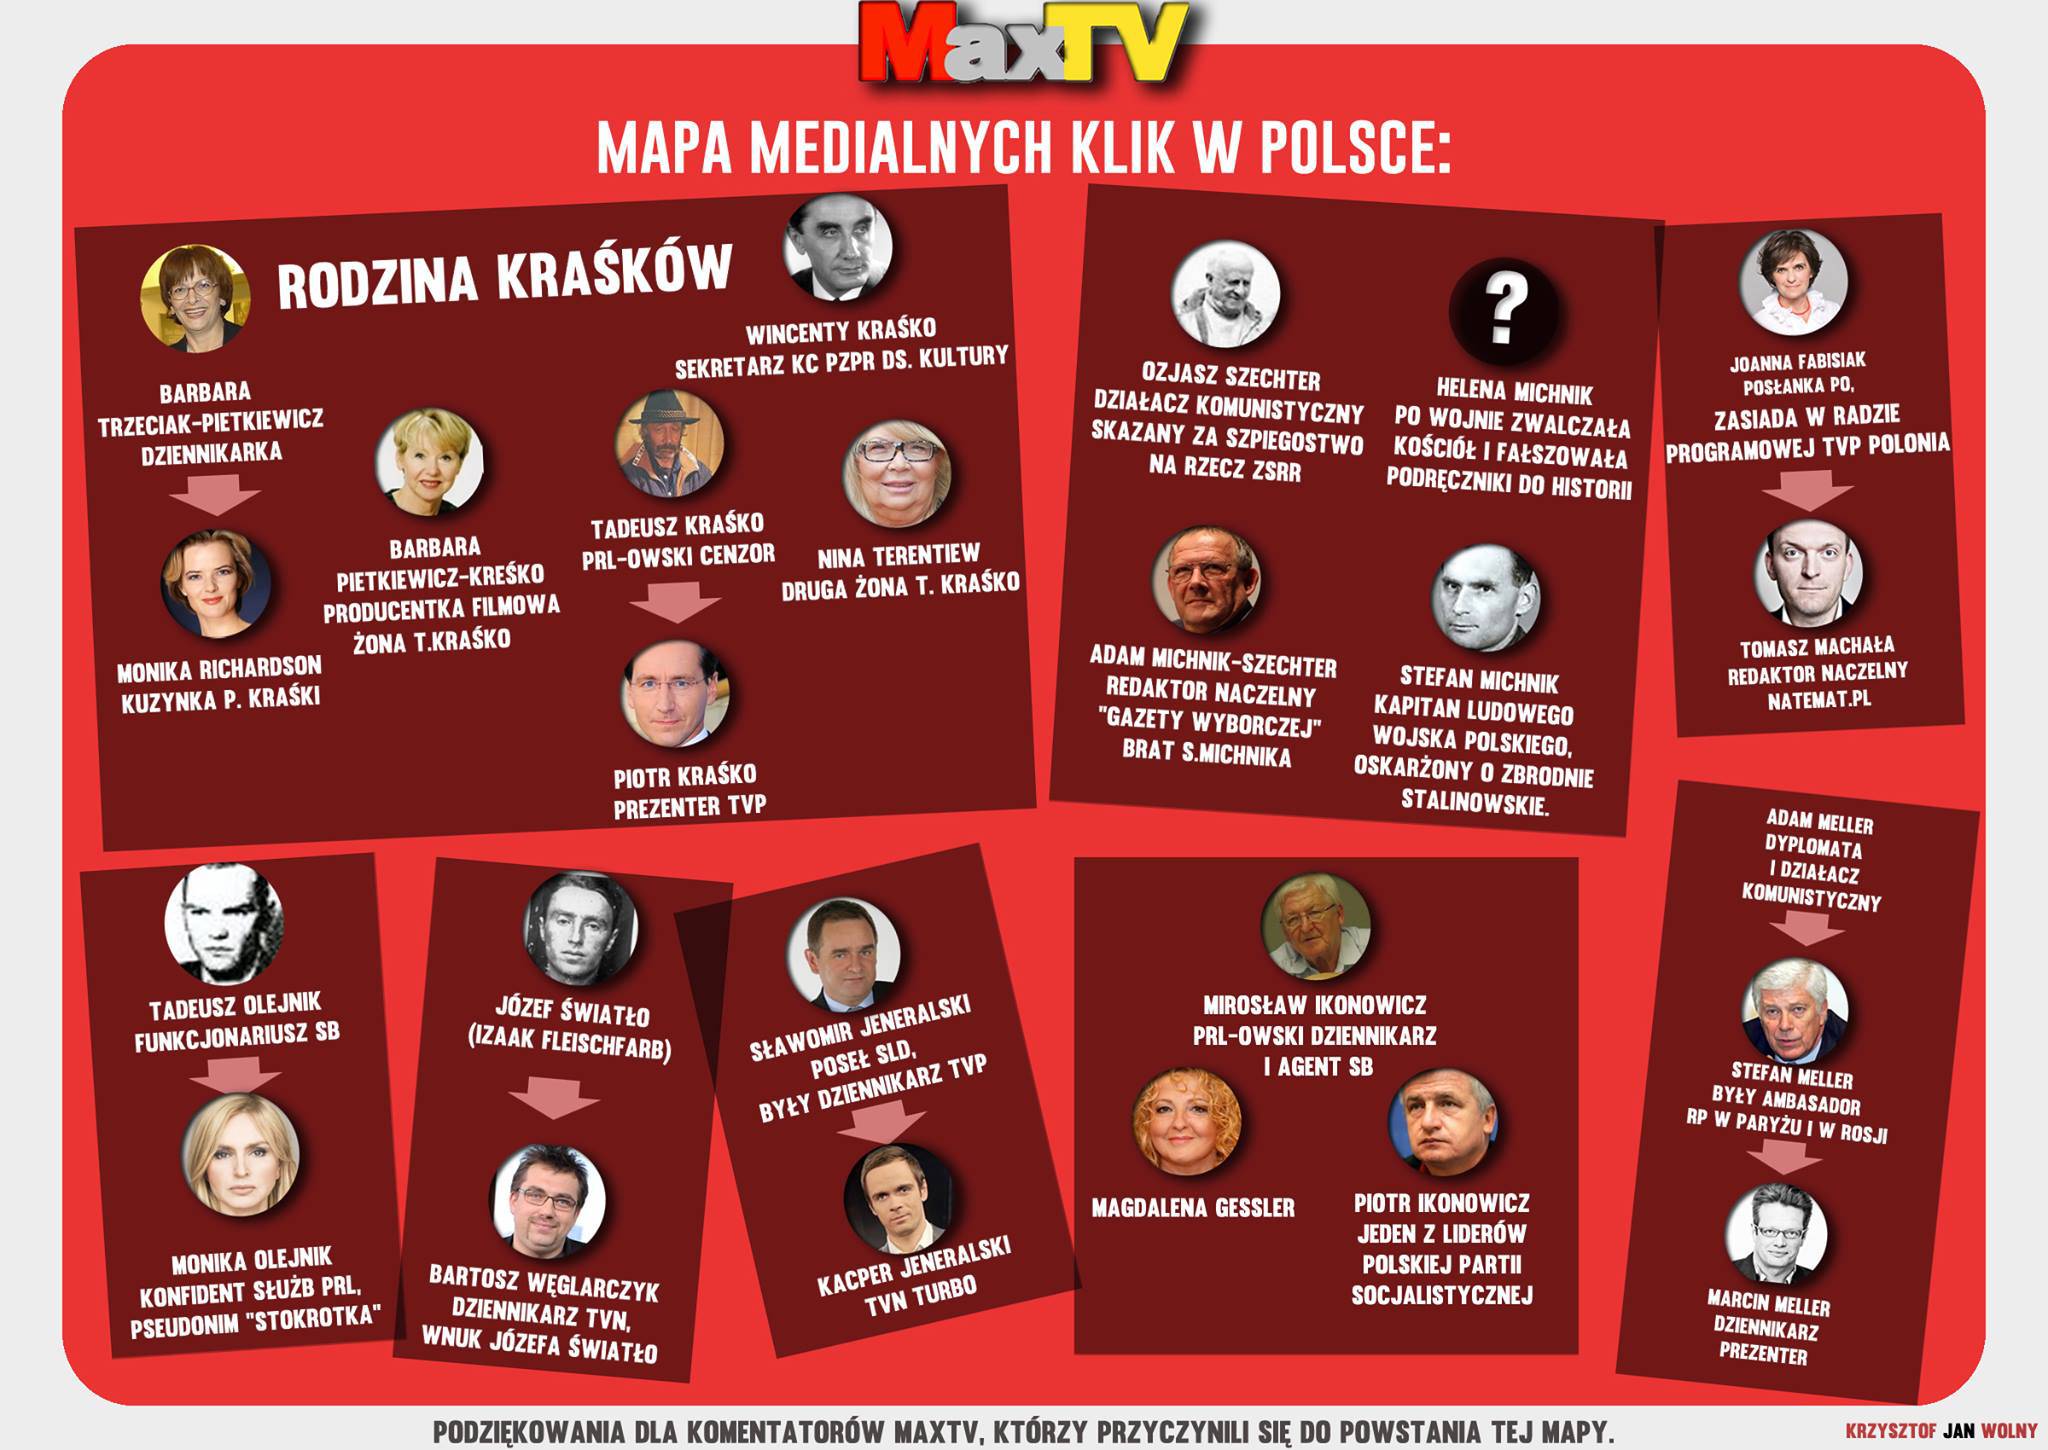 MaxTV
MAPA MEDIALNYCH KLIK W POLSCE:
RODZINA KRAŚKÓW
WINCENTY KRAŚKO
SEKRETARZ KC PZPR DS. KULTURY
BARBARA
TRZECIAK-PIETKIEWICZ
DZIENNIKARKA
MONIKA RICHARDSON
KUZYNKA P. KRAŚKI
BARBARA
PIETKIEWICZ-KREŚKO
PRODUCENTKA FILMOWA
ŻONA T.KRAŚKO
TADEUSZ KRAŚKO
PRL-OWSKI CENZOR
NINA TERENTIEW
DRUGA ŻONA T. KRAŚKO
PIOTR KRAŚKO
PREZENTER TVP
OZJASZ SZECHTER
DZIAŁACZ KOMUNISTYCZNY
SKAZANY ZA SZPIEGOSTWO
NA RZECZ ZSRR
?
HELENA MICHNIK
PO WOJNIE ZWALCZAŁA
KOŚCIÓŁ I FAŁSZOWAŁA
PODRĘCZNIKI DO HISTORII
ADAM MICHNIK-SZECHTER
REDAKTOR NACZELNY
"GAZETY WYBORCZEJ"
BRAT S.MICHNIKA
STEFAN MICHNIK
KAPITAN LUDOWEGO
WOJSKA POLSKIEGO,
OSKARŻONY O ZBRODNIE
STALINOWSKIE.
JOANNA FABISIAK
POSŁANKA PO,
ZASIADA W RADZIE
PROGRAMOWEJ TVP POLONIA
TOMASZ MACHAŁA
REDAKTOR NACZELNY
NATEMAT.PL
TADEUSZ OLEJNIK
FUNKCJONARIUSZ SB
MONIKA OLEJNIK
KONFIDENT SŁUŻB PRL,
PSEUDONIM "STOKROTKA"
JÓZEF ŚWIATŁO
(IZAAK FLEISCHFARB)
BARTOSZ WĘGLARCZYK
DZIENNIKARZ TVN,
WNUK JÓZEFA ŚWIATŁO
SŁAWOMIR JENERALSKI
POSEŁ SLD,
BYŁY DZIENNIKARZ TVP
KACPER JENERALSKI
TVN TURBO
MIROSŁAW IKONOWICZ
PRL-OWSKI DZIENNIKARZ
I AGENT SB
MAGDALENA GESSLER
PIOTR IKONOWICZ
JEDEN Z LIDERÓW
POLSKIEJ PARTII
SOCJALISTYCZNEJ
ADAM MELLER
DYPLOMATA
I DZIAŁACZ
KOMUNISTYCZNY
STEFAN MELLER
BYŁY AMBASADOR
RP W PARYŻU I W ROSJI
MARCIN MELLER
DZIENNIKARZ
PREZENTER
PODZIĘKOWANIA DLA KOMENTATORÓW MAXTV, KTÓRZY PRZYCZYNILI SIĘ DO POWSTANIA TEJ MAPY.
KRZYSZTOF JAN WOLNY